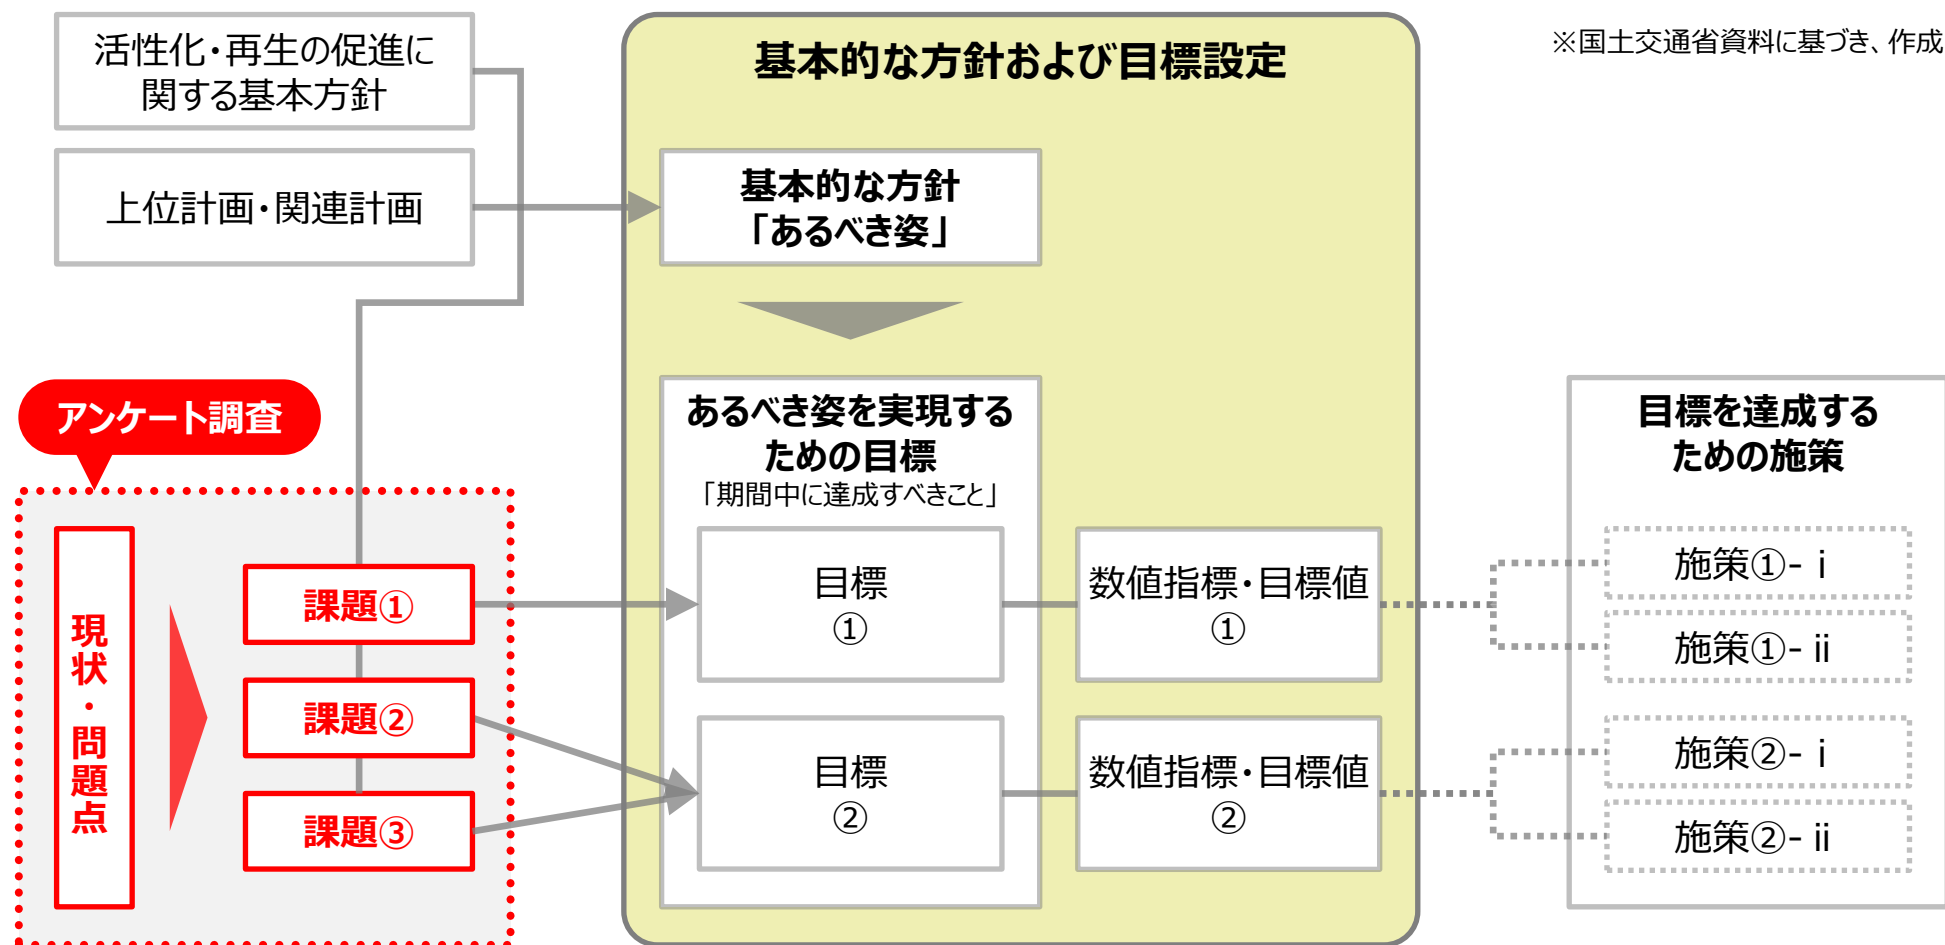 活性化・再生の促進に
関する基本方針
上位計画・関連計画
アンケート調査
現状・問題点
課題①
課題②
課題③
基本的な方針および目標設定
基本的な方針
「あるべき姿」
あるべき姿を実現する
ための目標
「期間中に達成すべきこと」
目標
①
数値指標・目標値
①
目標
②
数値指標・目標値
②
※国土交通省資料に基づき、作成
目標を達成する
ための施策
施策①- i
施策①- ii
施策②- i
施策②- ii